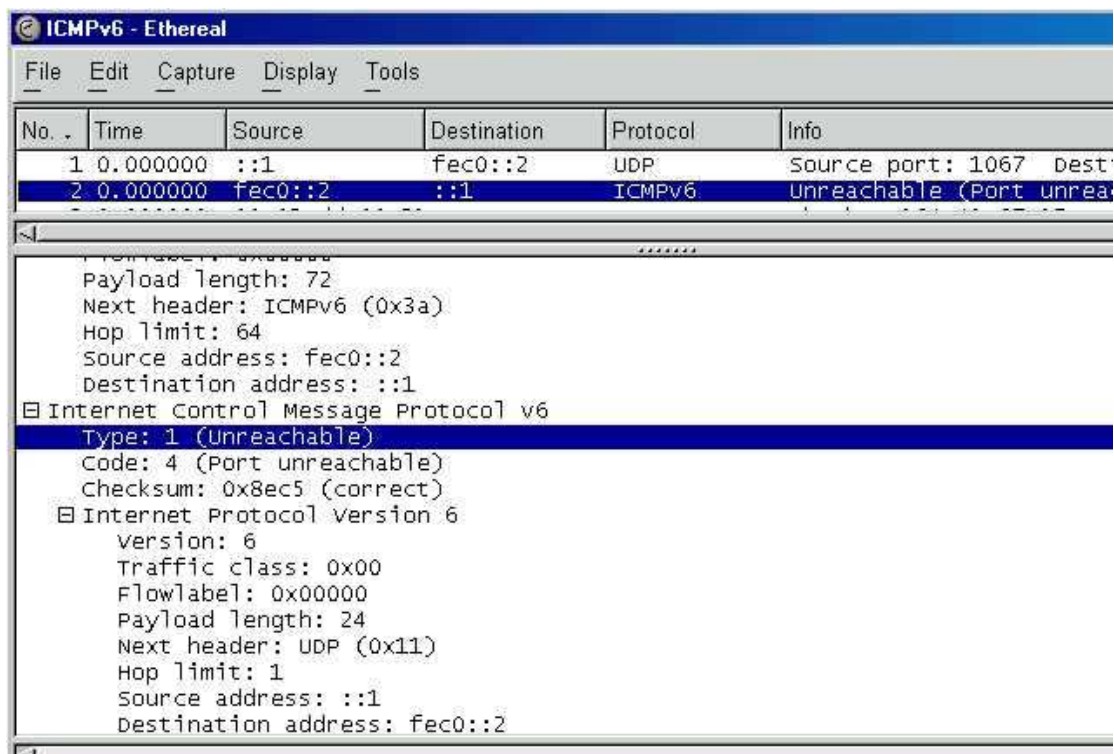 ICMPv6 - Ethereal
File Edit Capture Display Tools
No. . Time Source Destination Protocol Info
1 0.000000 ::1 fec0::2 UDP Source port: 1067 Dest
2 0.000000 fec0::2 ::1 ICMPv6 Unreachable (Port unrea
Payload length: 72
Next header: ICMPv6 (0x3a)
Hop limit: 64
Source address: fec0::2
Destination address: ::1
Internet Control Message Protocol v6
Type: 1 (Unreachable)
Code: 4 (Port unreachable)
Checksum: 0x8ec5 (correct)
Internet Protocol Version 6
Version: 6
Traffic class: 0x00
Flowlabel: 0x00000
Payload length: 24
Next header: UDP (0x11)
Hop limit: 1
Source address: ::1
Destination address: fec0::2